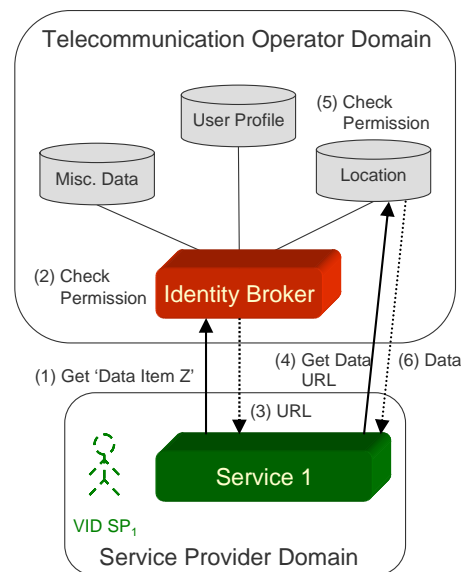 Telecommunication Operator Domain
(5) Check
Permission
User Profile
Misc. Data
Location
(2) Check
Permission
Identity Broker
(4) Get Data
URL
(6) Data
(1) Get ‘Data Item Z’
(3) URL
Service 1
VID SP₁
Service Provider Domain